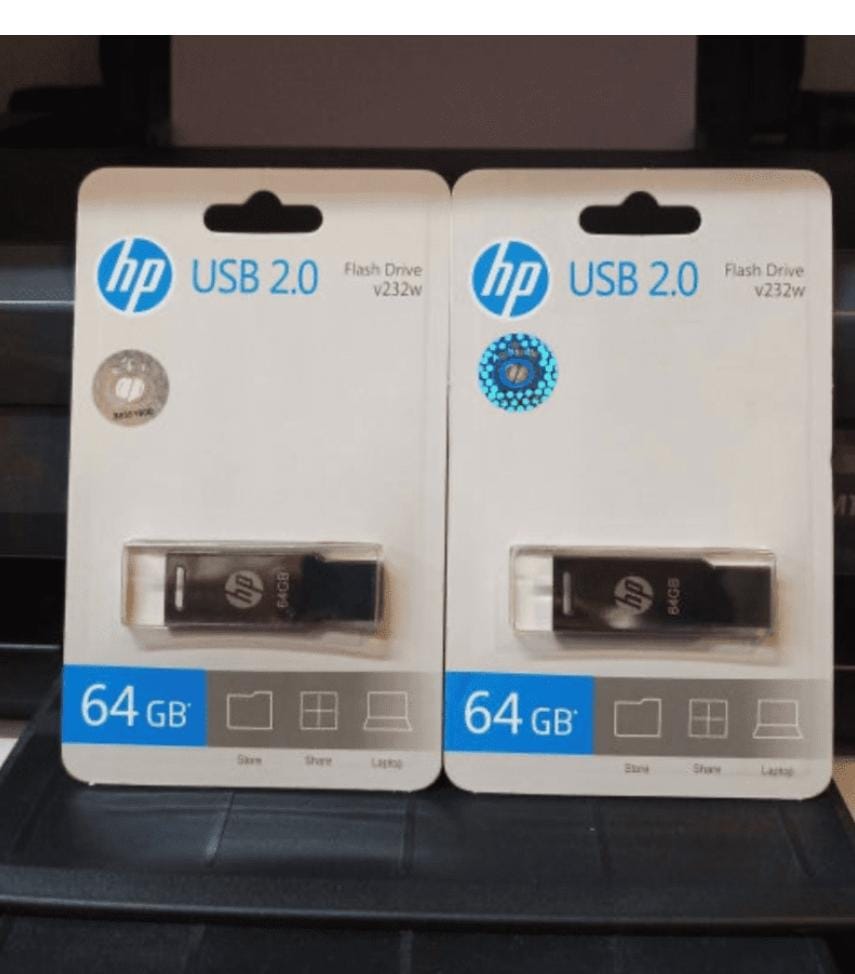 hp USB 2.0 Flash Drive
v232w
hp
64GB
64 GB*
Store Share Laptop
hp USB 2.0 Flash Drive
v232w
hp
64GB
64 GB*
Store Share Laptop